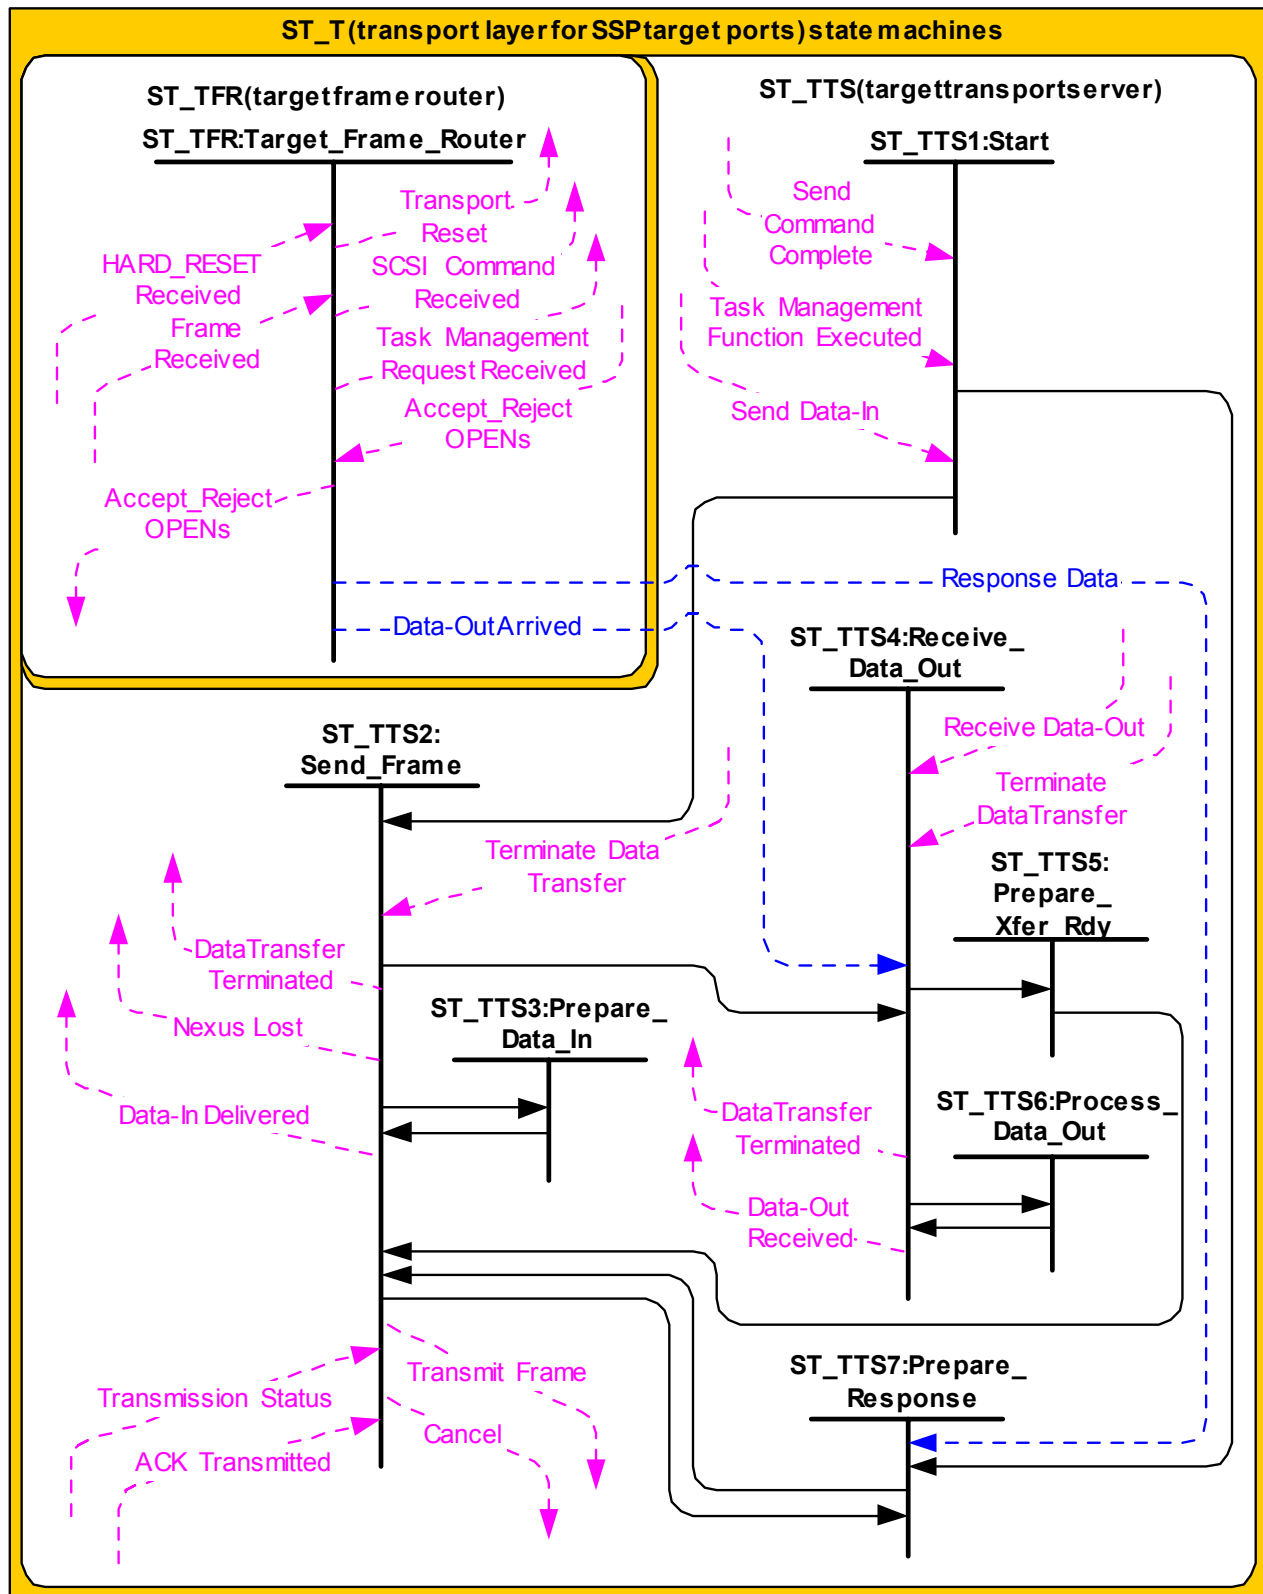 ST_T (transport layer for SSP target ports) state machines
ST_TFR (target frame router)
ST_TFR:Target_Frame_Router
Transport
Reset
HARD_RESET
Received
SCSI Command
Received
Frame
Received
Task Management
Request Received
Accept_Reject
OPENs
Accept_Reject
OPENs
Data-Out Arrived
Response Data
ST_TTS (target transport server)
ST_TTS1:Start
Send
Command
Complete
Task Management
Function Executed
Send Data-In
ST_TTS4:Receive_
Data_Out
Receive Data-Out
Terminate
Data Transfer
ST_TTS2:
Send_Frame
Terminate Data
Transfer
Data Transfer
Terminated
Nexus Lost
Data-In Delivered
ST_TTS3:Prepare_
Data_In
ST_TTS5:
Prepare_
Xfer_Rdy
Data Transfer
Terminated
ST_TTS6:Process_
Data_Out
Data-Out
Received
Transmit Frame
Transmission Status
Cancel
ACK Transmitted
ST_TTS7:Prepare_
Response